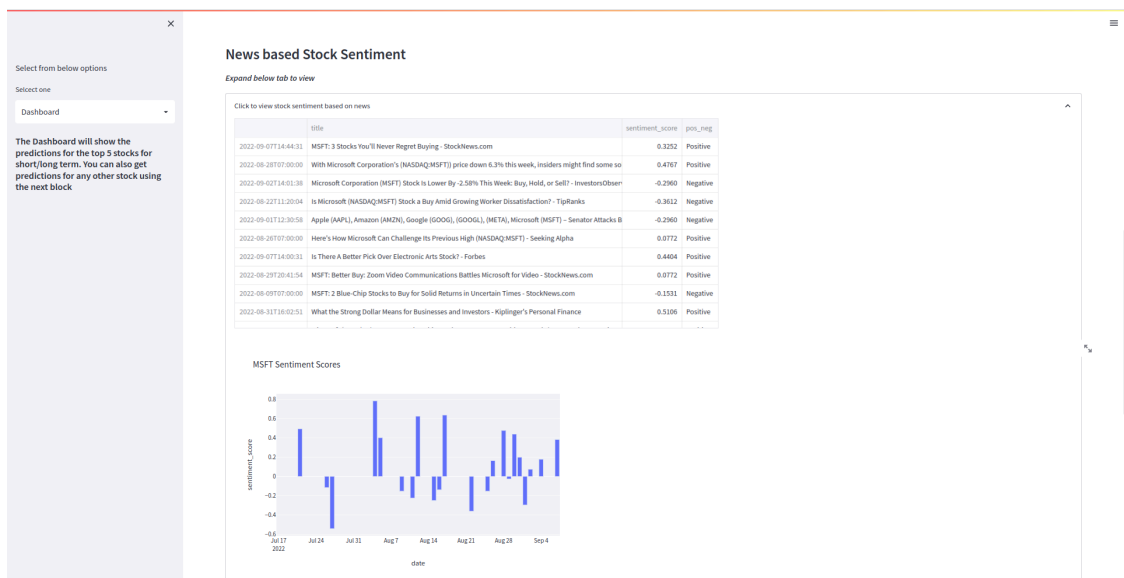 Select from below options
Selcect one
Dashboard
The Dashboard will show the
predictions for the top 5 stocks for
short/long term. You can also get
predictions for any other stock using
the next block
News based Stock Sentiment
Expand below tab to view
Click to view stock sentiment based on news
title sentiment_score pos_neg
2022-09-07T14:44:31 MSFT: 3 Stocks You'll Never Regret Buying - StockNews.com 0.3252 Positive
2022-08-28T07:00:00 With Microsoft Corporation's (NASDAQ:MSFT)) price down 6.3% this week, insiders might find some so 0.4767 Positive
2022-09-02T14:01:38 Microsoft Corporation (MSFT) Stock Is Lower By -2.58% This Week: Buy, Hold, or Sell? - InvestorsObser -0.2960 Negative
2022-08-22T11:20:04 Is Microsoft (NASDAQ:MSFT) Stock a Buy Amid Growing Worker Dissatisfaction? - TipRanks -0.3612 Negative
2022-09-01T12:30:58 Apple (AAPL), Amazon (AMZN), Google (GOOG), (GOOGL), (META), Microsoft (MSFT) – Senator Attacks B -0.2960 Negative
2022-08-26T07:00:00 Here's How Microsoft Can Challenge Its Previous High (NASDAQ:MSFT) - Seeking Alpha 0.0772 Positive
2022-09-07T14:00:31 Is There A Better Pick Over Electronic Arts Stock? - Forbes 0.4404 Positive
2022-08-29T20:41:54 MSFT: Better Buy: Zoom Video Communications Battles Microsoft for Video - StockNews.com 0.0772 Positive
2022-08-09T07:00:00 MSFT: 2 Blue-Chip Stocks to Buy for Solid Returns in Uncertain Times - StockNews.com -0.1531 Negative
2022-08-31T16:02:51 What the Strong Dollar Means for Businesses and Investors - Kiplinger's Personal Finance 0.5106 Positive
MSFT Sentiment Scores
sentiment_score
0.8
0.6
0.4
0.2
0
−0.2
−0.4
−0.6
Jul 17 Jul 24 Jul 31 Aug 7 Aug 14 Aug 21 Aug 28 Sep 4
2022
date